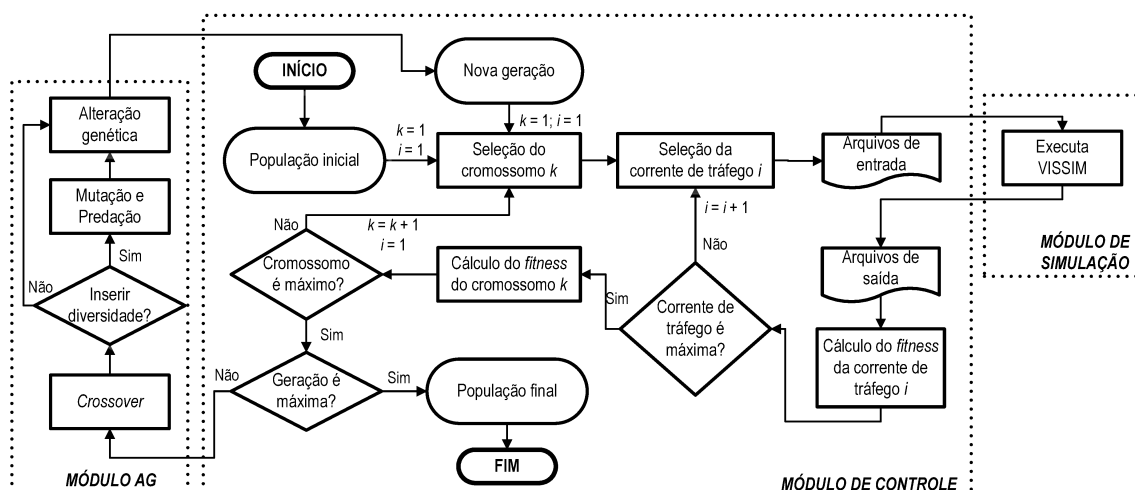 INÍCIO
Nova geração
k = 1; i = 1
População inicial
k = 1
i = 1
Seleção do
cromossomo k
Seleção da
corrente de tráfego i
Arquivos de
entrada
Executa
VISSIM
MÓDULO DE
SIMULAÇÃO
Arquivos de
saída
Cálculo do fitness
da corrente de
tráfego i
Corrente de
tráfego é
máxima?
Não
i = i + 1
Sim
Cálculo do fitness
do cromossomo k
Cromossomo
é máximo?
Não
k = k + 1
i = 1
Sim
Geração é
máxima?
Sim
População final
FIM
Não
Crossover
Inserir
diversidade?
Não
Sim
Mutação e
Predação
Alteração
genética
MÓDULO AG
MÓDULO DE CONTROLE